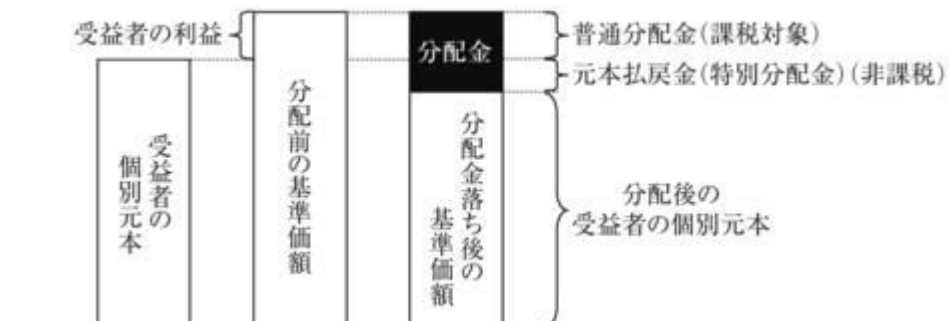 受益者の利益
分配金
普通分配金(課税対象)
元本払戻金(特別分配金)(非課税)
受益者の
個別元本
分配前の基準価額
分配金落ち後の
基準価額
分配後の
受益者の個別元本